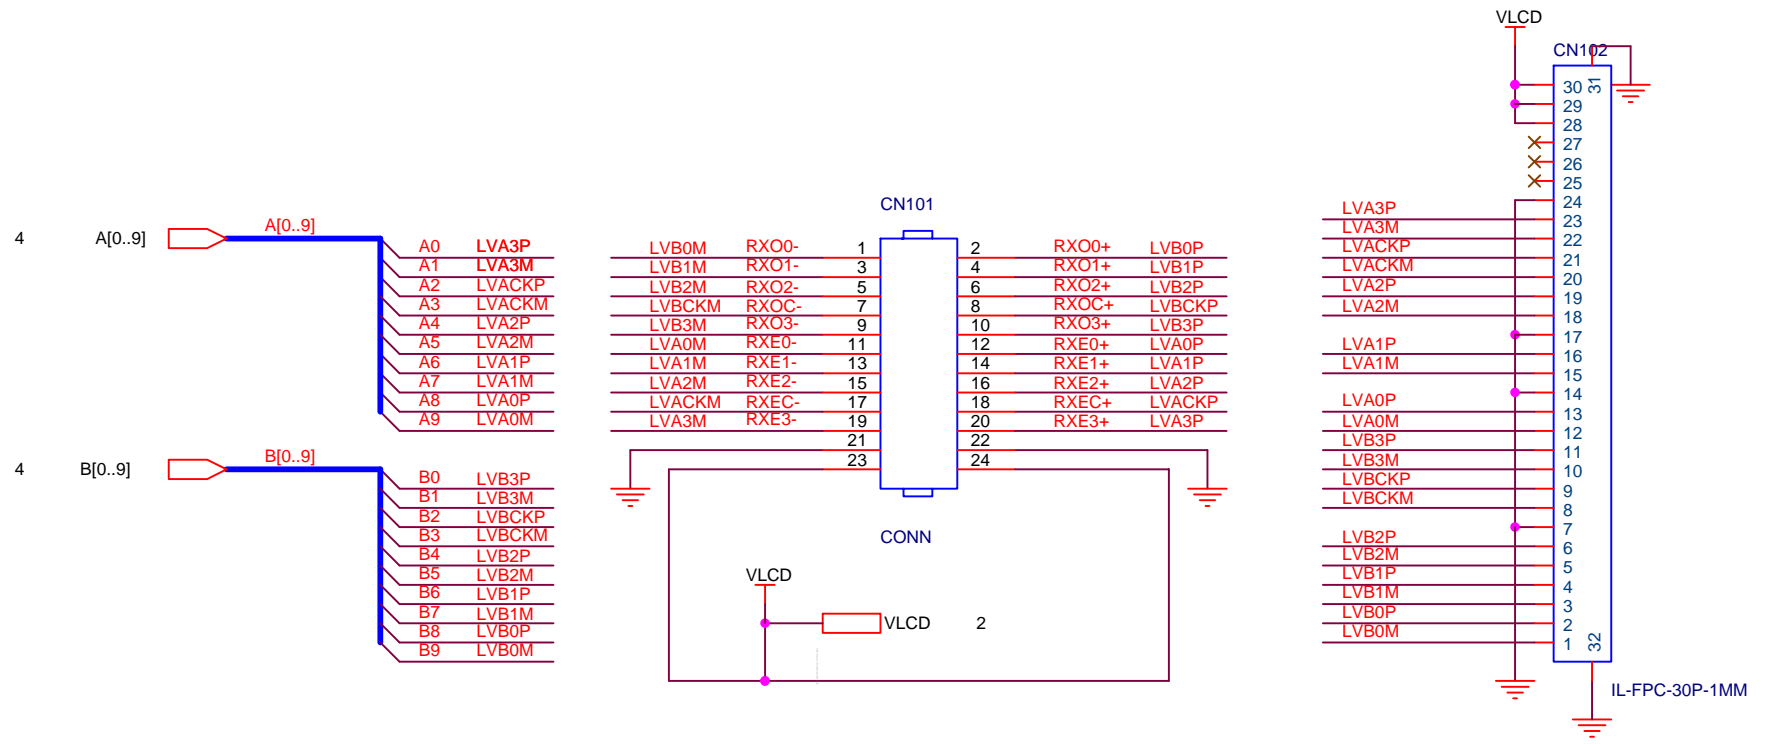 VLCD
CN102
30
31
29
28
27
26
25
24
23
22
21
20
19
18
17
16
15
14
13
12
11
10
9
8
7
6
5
4
3
2
1
32
IL-FPC-30P-1MM
LVA3P
LVA3M
LVACKP
LVACKM
LVA2P
LVA2M
LVA1P
LVA1M
LVA0P
LVA0M
LVB3P
LVB3M
LVBCKP
LVBCKM
LVB2P
LVB2M
LVB1P
LVB1M
LVB0P
LVB0M
4 A[0..9] A[0..9]
A0 LVA3P
A1 LVA3M
A2 LVACKP
A3 LVACKM
A4 LVA2P
A5 LVA2M
A6 LVA1P
A7 LVA1M
A8 LVA0P
A9 LVA0M
4 B[0..9] B[0..9]
B0 LVB3P
B1 LVB3M
B2 LVBCKP
B3 LVBCKM
B4 LVB2P
B5 LVB2M
B6 LVB1P
B7 LVB1M
B8 LVB0P
B9 LVB0M
CN101
LVB0M RXO0- 1 2 RXO0+ LVB0P
LVB1M RXO1- 3 4 RXO1+ LVB1P
LVB2M RXO2- 5 6 RXO2+ LVB2P
LVBCKM RXOC- 7 8 RXOC+ LVBCKP
LVB3M RXO3- 9 10 RXO3+ LVB3P
LVA0M RXE0- 11 12 RXE0+ LVA0P
LVA1M RXE1- 13 14 RXE1+ LVA1P
LVA2M RXE2- 15 16 RXE2+ LVA2P
LVACKM RXEC- 17 18 RXEC+ LVACKP
LVA3M RXE3- 19 20 RXE3+ LVA3P
21 22
23 24
CONN
VLCD
VLCD 2